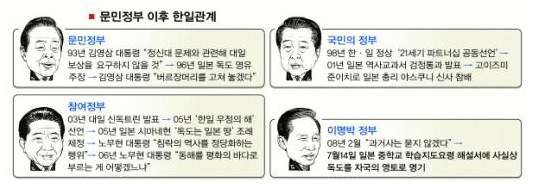 ■ 문민정부 이후 한일관계
문민정부
93년 김영삼 대통령 "정신대 문제와 관련해 대일
보상을 요구하지 않을 것" → 96년 일본 독도 영유
주장 → 김영삼 대통령 "버르장머리를 고쳐 놓겠다"
국민의 정부
98년 한·일 정상 '21세기 파트너십 공동선언' →
01년 일본 역사교과서 검정통과 발표 → 고이즈미
준이치로 일본 총리 야스쿠니 신사 참배
참여정부
03년 대일 신독트린 발표 → 05년 '한일 우정의 해'
선언 → 05년 일본 시마네현 '독도는 일본 땅' 조례
제정 → 노무현 대통령 "침략의 역사를 정당화하는
행위" → 06년 노무현 대통령 "동해를 평화의 바다로
부르는 게 어떻겠느냐"
이명박 정부
08년 2월 "과거사는 묻지 않겠다" →
7월14일 일본 중학교 학습지도요령 해설서에 사실상
독도를 자국의 영토로 명기